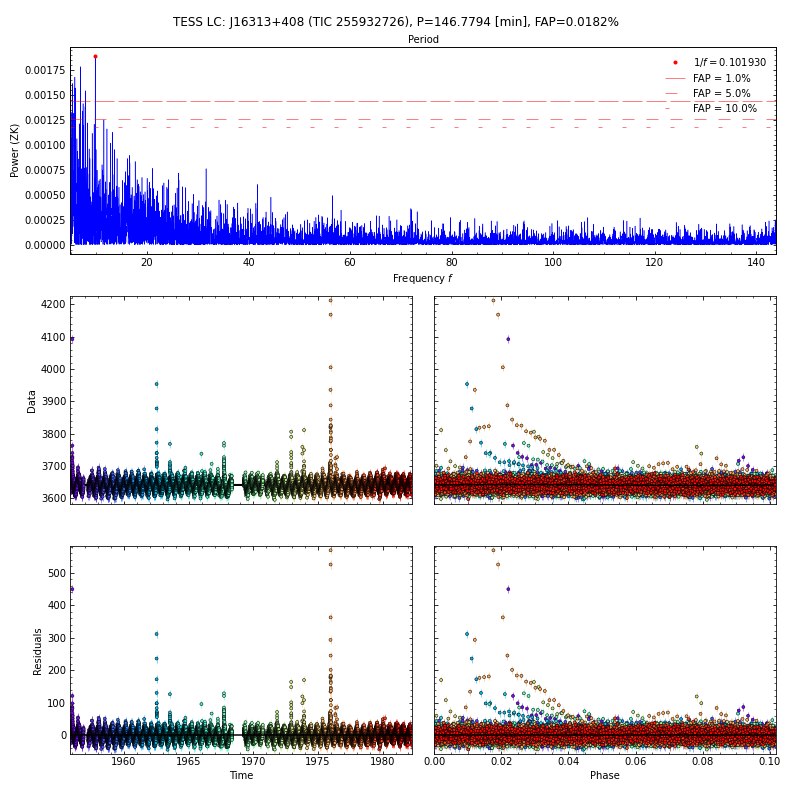 TESS LC: J16313+408 (TIC 255932726), P=146.7794 [min], FAP=0.0182%
Period
Power (ZK)
0.00175
0.00150
0.00125
0.00100
0.00075
0.00050
0.00025
0.00000
1/f = 0.101930
FAP = 1.0%
FAP = 5.0%
FAP = 10.0%
20 40 60 80 100 120 140
Frequency f
Data
4200
4100
4000
3900
3800
3700
3600
Residuals
500
400
300
200
100
0
1960 1965 1970 1975 1980
Time
0.00 0.02 0.04 0.06 0.08 0.10
Phase